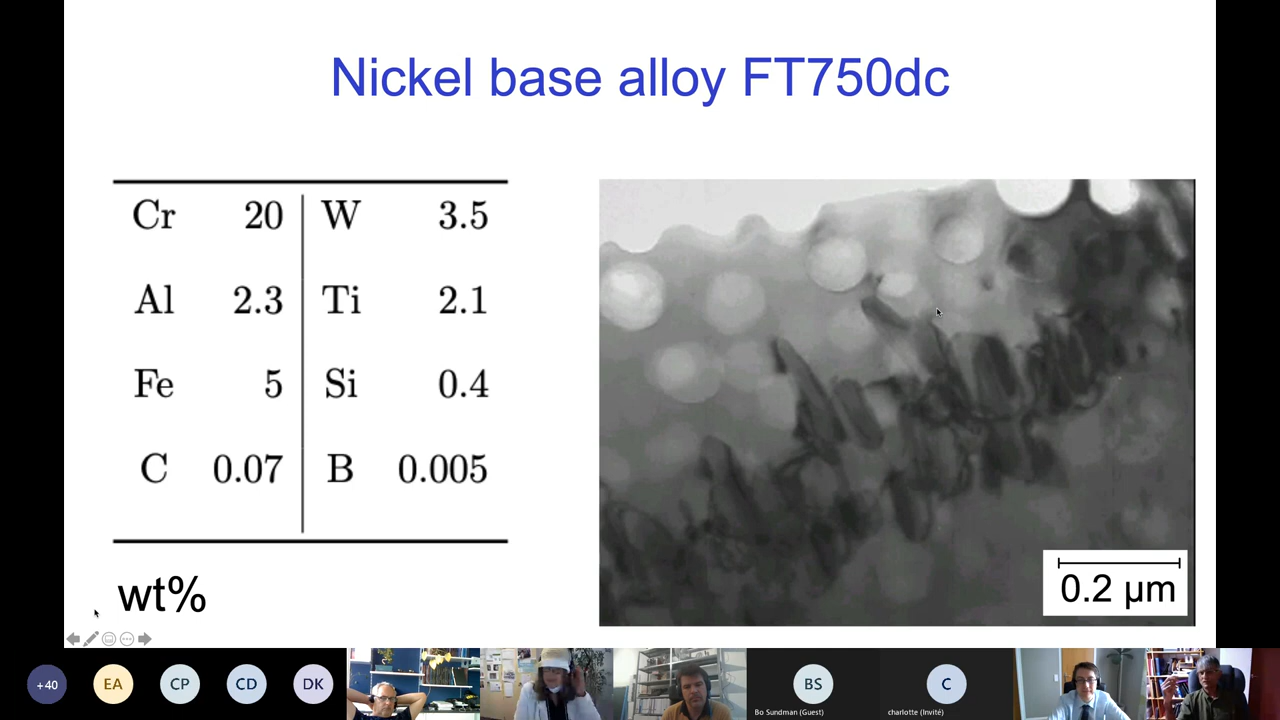 Nickel base alloy FT750dc
Cr 20 W 3.5
Al 2.3 Ti 2.1
Fe 5 Si 0.4
C 0.07 B 0.005
wt%
0.2 µm
+40 EA CP CD DK BS C
Bo Sundman (Guest) charlotte (Invité)